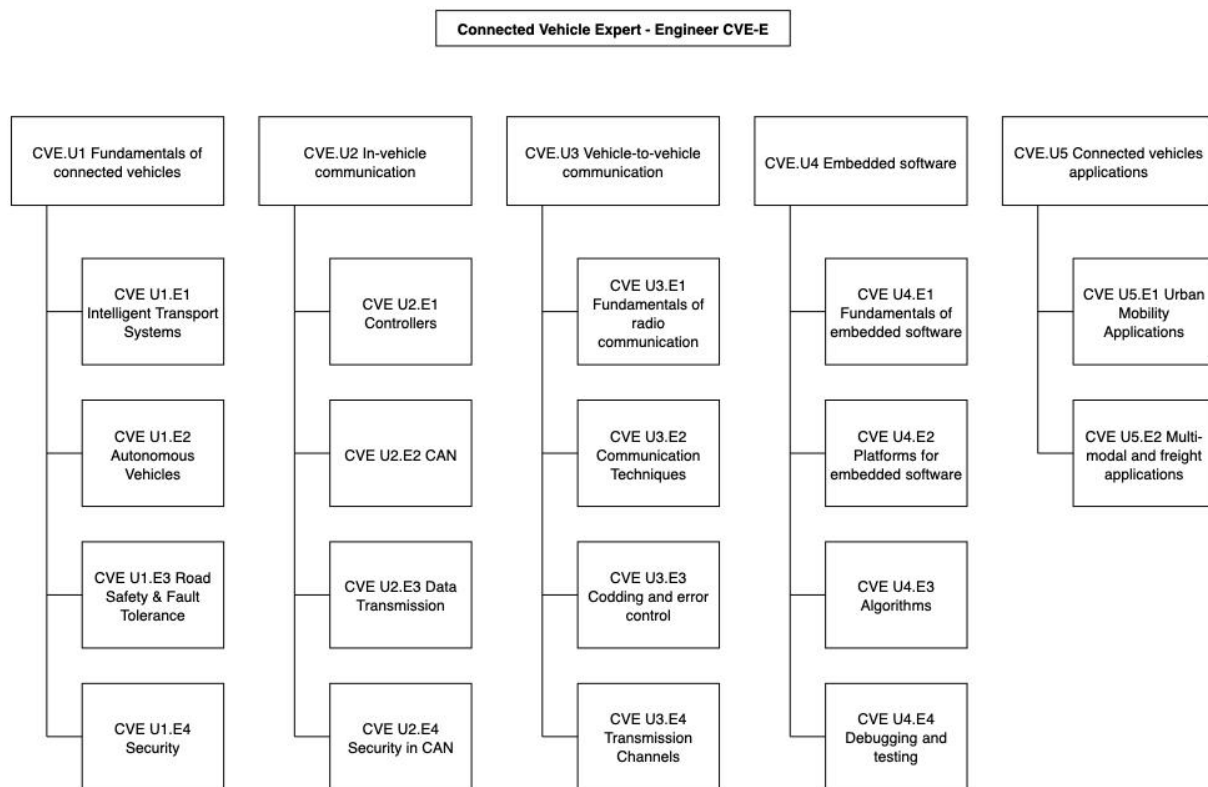 Connected Vehicle Expert - Engineer CVE-E
CVE.U1 Fundamentals of
connected vehicles
CVE U1.E1
Intelligent Transport
Systems
CVE U1.E2
Autonomous
Vehicles
CVE U1.E3 Road
Safety & Fault
Tolerance
CVE U1.E4
Security
CVE.U2 In-vehicle
communication
CVE U2.E1
Controllers
CVE U2.E2 CAN
CVE U2.E3 Data
Transmission
CVE U2.E4
Security in CAN
CVE.U3 Vehicle-to-vehicle
communication
CVE U3.E1
Fundamentals of
radio
communication
CVE U3.E2
Communication
Techniques
CVE U3.E3
Codding and error
control
CVE U3.E4
Transmission
Channels
CVE.U4 Embedded software
CVE U4.E1
Fundamentals of
embedded software
CVE U4.E2
Platforms for
embedded software
CVE U4.E3
Algorithms
CVE U4.E4
Debugging and
testing
CVE.U5 Connected vehicles
applications
CVE U5.E1 Urban
Mobility
Applications
CVE U5.E2 Multi-
modal and freight
applications